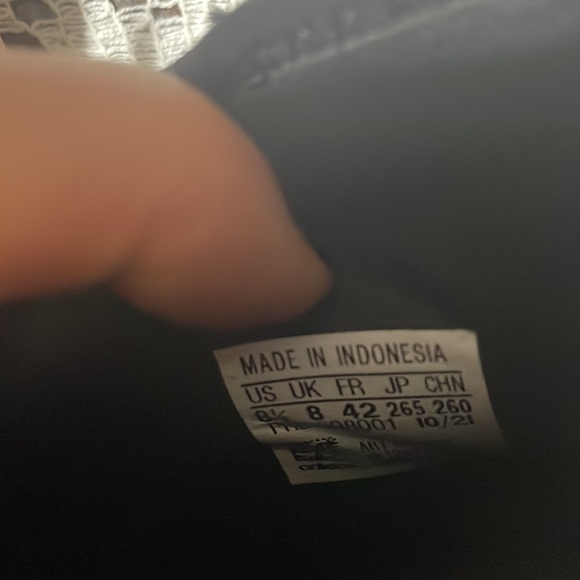 MADE IN INDONESIA
US UK FR JP CHN
8½ 8 42 265 260
10/21